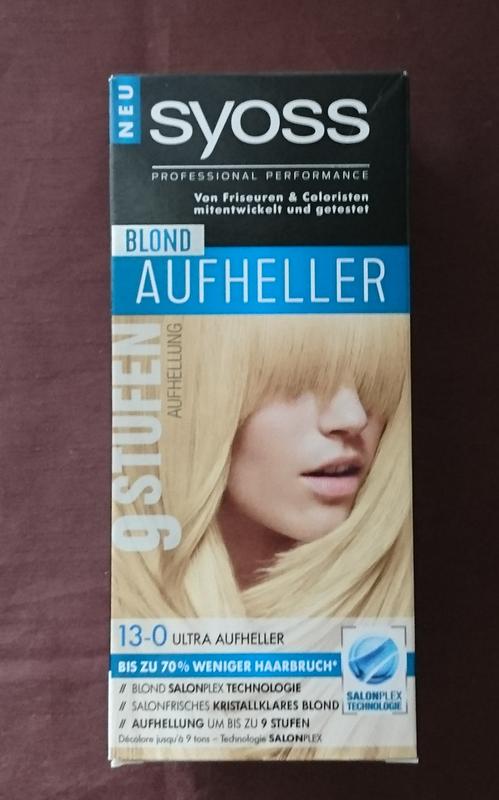 NEU
syoss
PROFESSIONAL PERFORMANCE
Von Friseuren & Coloristen
mitentwickelt und getestet
BLOND
AUFHELLER
9 STUFEN
AUFHELLUNG
13-0 ULTRA AUFHELLER
BIS ZU 70% WENIGER HAARBRUCH*
// BLOND SALONPLEX TECHNOLOGIE
// SALONFRISCHES KRISTALLKLARES BLOND
// AUFHELLUNG UM BIS ZU 9 STUFEN
Décolore jusqu'à 9 tons – Technologie SALONPLEX
SALONPLEX
TECHNOLOGIE